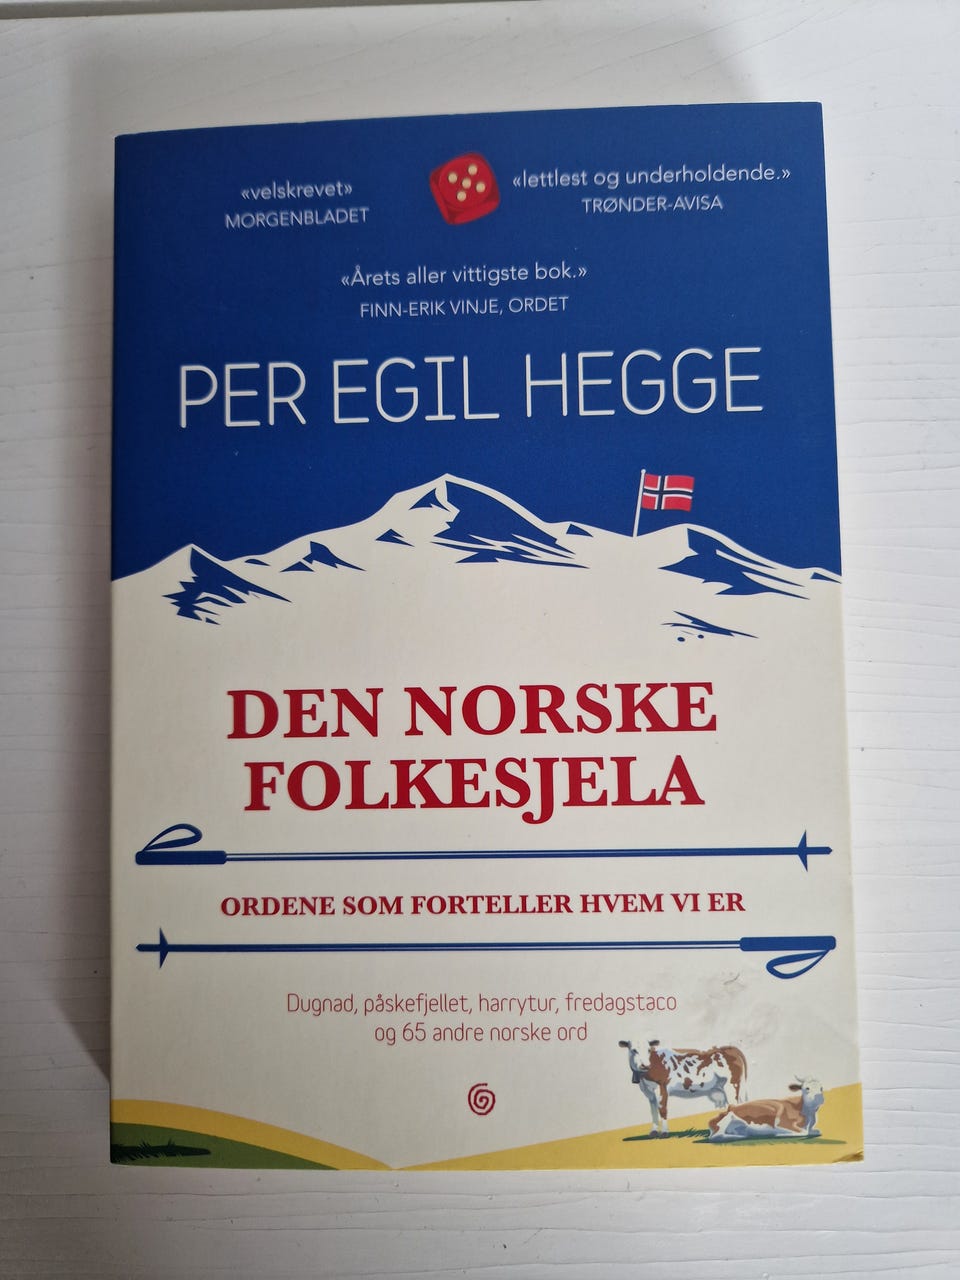 «velskrevet»
MORGENBLADET
«lettlest og underholdende.»
TRØNDER-AVISA
«Årets aller vittigste bok.»
FINN-ERIK VINJE, ORDET
PER EGIL HEGGE
DEN NORSKE
FOLKESJELA
ORDENE SOM FORTELLER HVEM VI ER
Dugnad, påskefjellet, harrytur, fredagstaco
og 65 andre norske ord